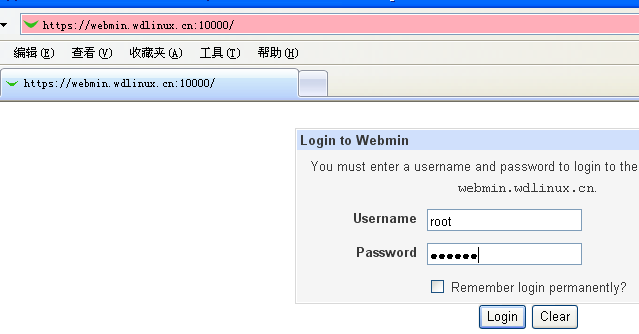 https://webmin.wdlinux.cn:10000/
编辑(E) 查看(V) 收藏夹(A) 工具(T) 帮助(H)
https://webmin.wdlinux.cn:10000/
Login to Webmin
You must enter a username and password to login to the
webmin.wdlinux.cn.
Username root
Password ●●●●●●
Remember login permanently?
Login Clear